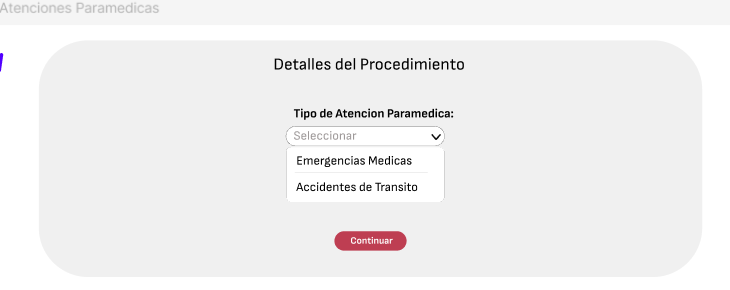 Atenciones Paramedicas
Detalles del Procedimiento
Tipo de Atencion Paramedica:
Seleccionar
Emergencias Medicas
Accidentes de Transito
Continuar